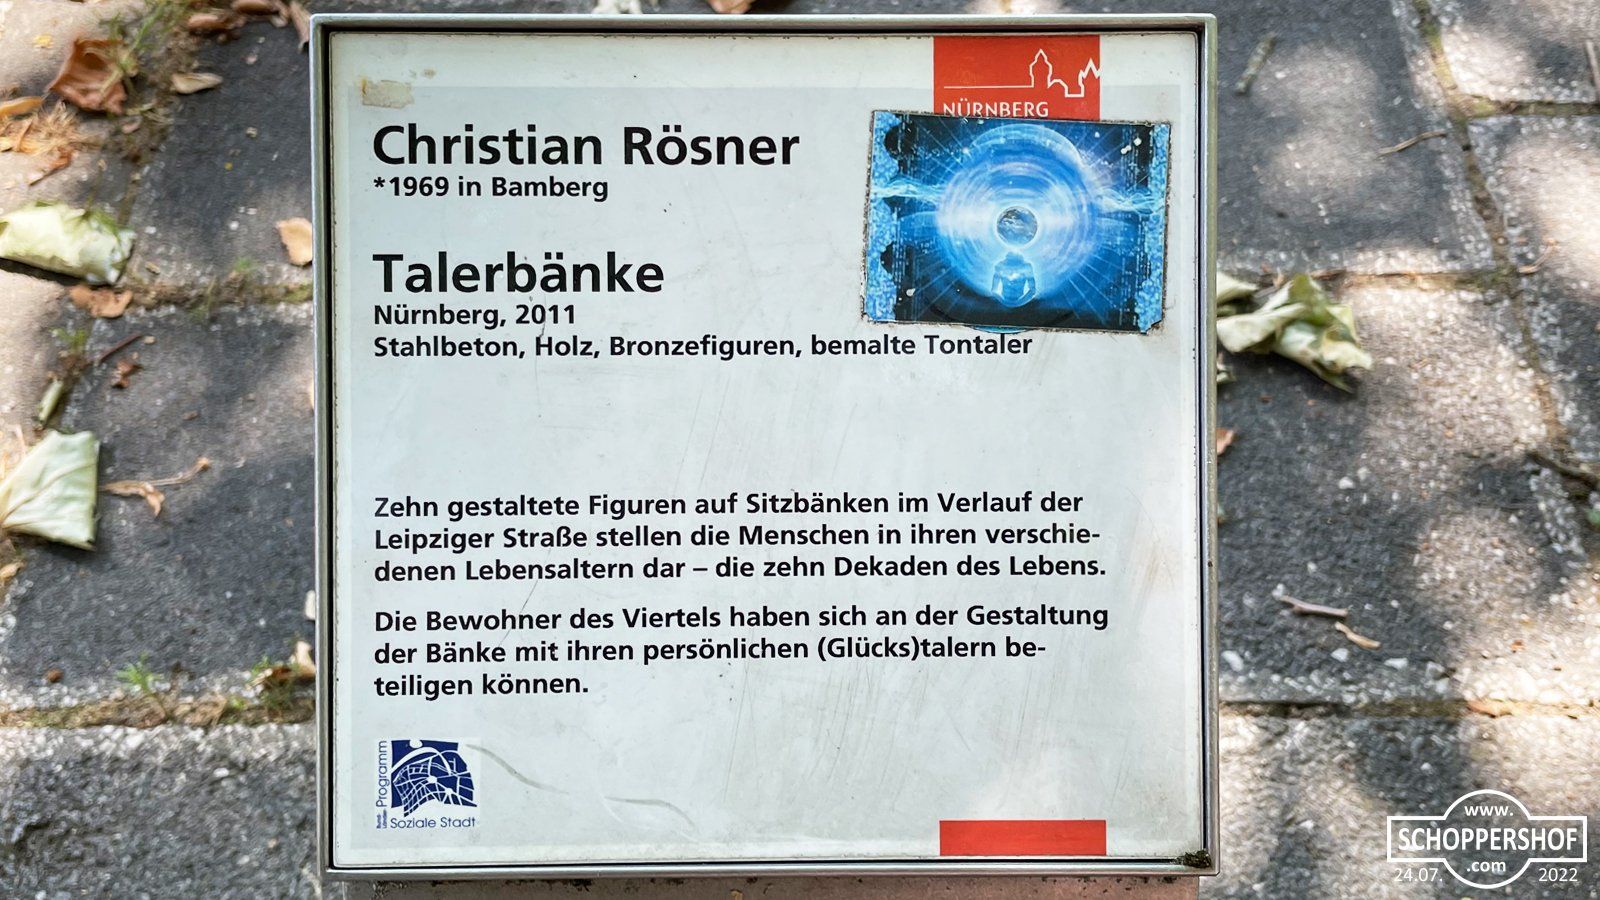 NÜRNBERG
Christian Rösner
*1969 in Bamberg
Talerbänke
Nürnberg, 2011
Stahlbeton, Holz, Bronzefiguren, bemalte Tontaler
Zehn gestaltete Figuren auf Sitzbänken im Verlauf der
Leipziger Straße stellen die Menschen in ihren verschie-
denen Lebensaltern dar – die zehn Dekaden des Lebens.
Die Bewohner des Viertels haben sich an der Gestaltung
der Bänke mit ihren persönlichen (Glücks)talern be-
teiligen können.
Programm
Soziale Stadt
www.
SCHOPPERSHOF
.com
24.07. 2022